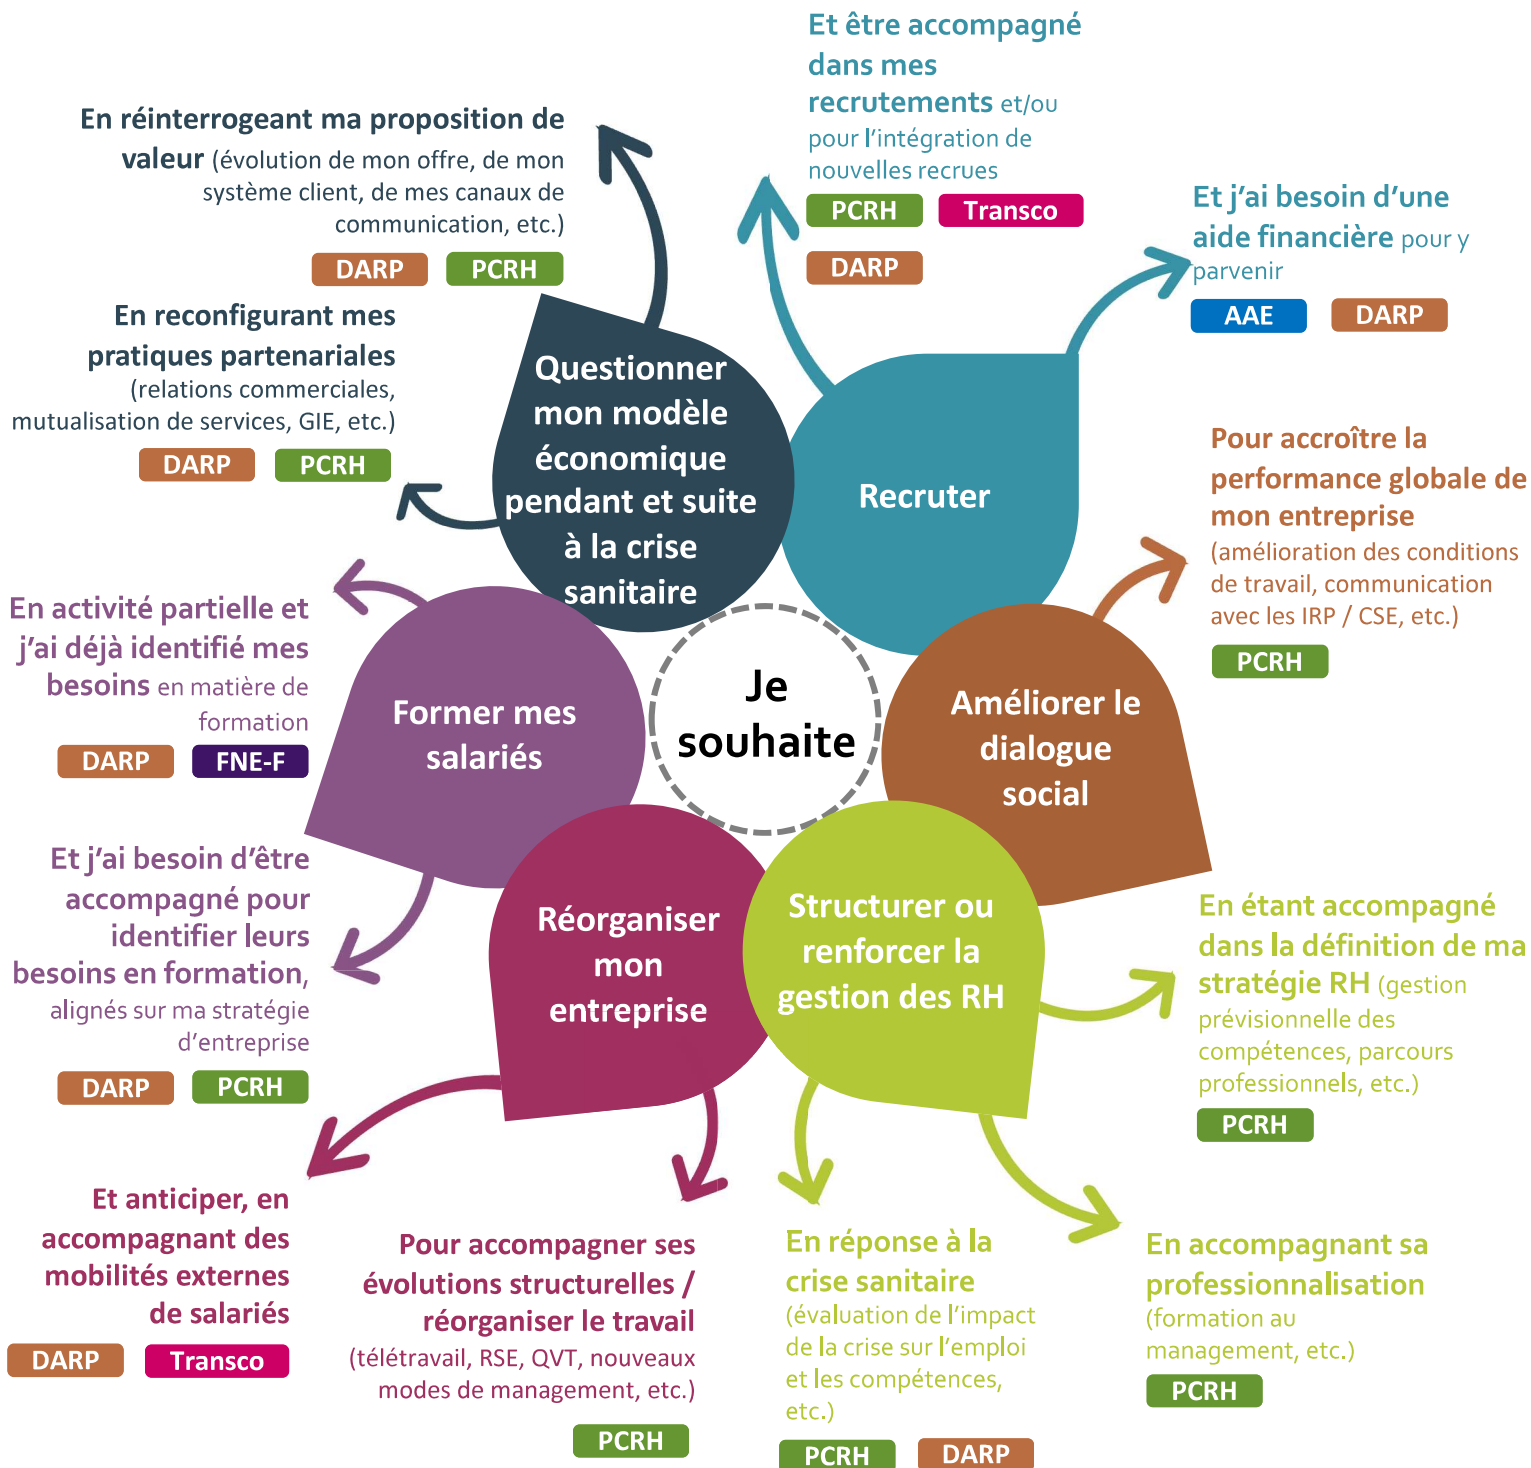 Et être accompagné
dans mes
recrutements et/ou
pour l’intégration de
nouvelles recrues
PCRH Transco
DARP
En réinterrogeant ma proposition de
valeur (évolution de mon offre, de mon
système client, de mes canaux de
communication, etc.)
DARP PCRH
Et j’ai besoin d’une
aide financière pour y
parvenir
AAE DARP
En reconfigurant mes
pratiques partenariales
(relations commerciales,
mutualisation de services, GIE, etc.)
DARP PCRH
Questionner
mon modèle
économique
pendant et suite
à la crise
sanitaire
Recruter
Pour accroître la
performance globale de
mon entreprise
(amélioration des conditions
de travail, communication
avec les IRP / CSE, etc.)
PCRH
En activité partielle et
j’ai déjà identifié mes
besoins en matière de
formation
DARP FNE-F
Former mes
salariés
Je
souhaite
Améliorer le
dialogue
social
Et j’ai besoin d’être
accompagné pour
identifier leurs
besoins en formation,
alignés sur ma stratégie
d’entreprise
DARP PCRH
Réorganiser
mon
entreprise
Structurer ou
renforcer la
gestion des RH
En étant accompagné
dans la définition de ma
stratégie RH (gestion
prévisionnelle des
compétences, parcours
professionnels, etc.)
PCRH
Et anticiper, en
accompagnant des
mobilités externes
de salariés
DARP Transco
Pour accompagner ses
évolutions structurelles /
réorganiser le travail
(télétravail, RSE, QVT, nouveaux
modes de management, etc.)
PCRH
En réponse à la
crise sanitaire
(évaluation de l’impact
de la crise sur l’emploi
et les compétences,
etc.)
PCRH DARP
En accompagnant sa
professionnalisation
(formation au
management, etc.)
PCRH